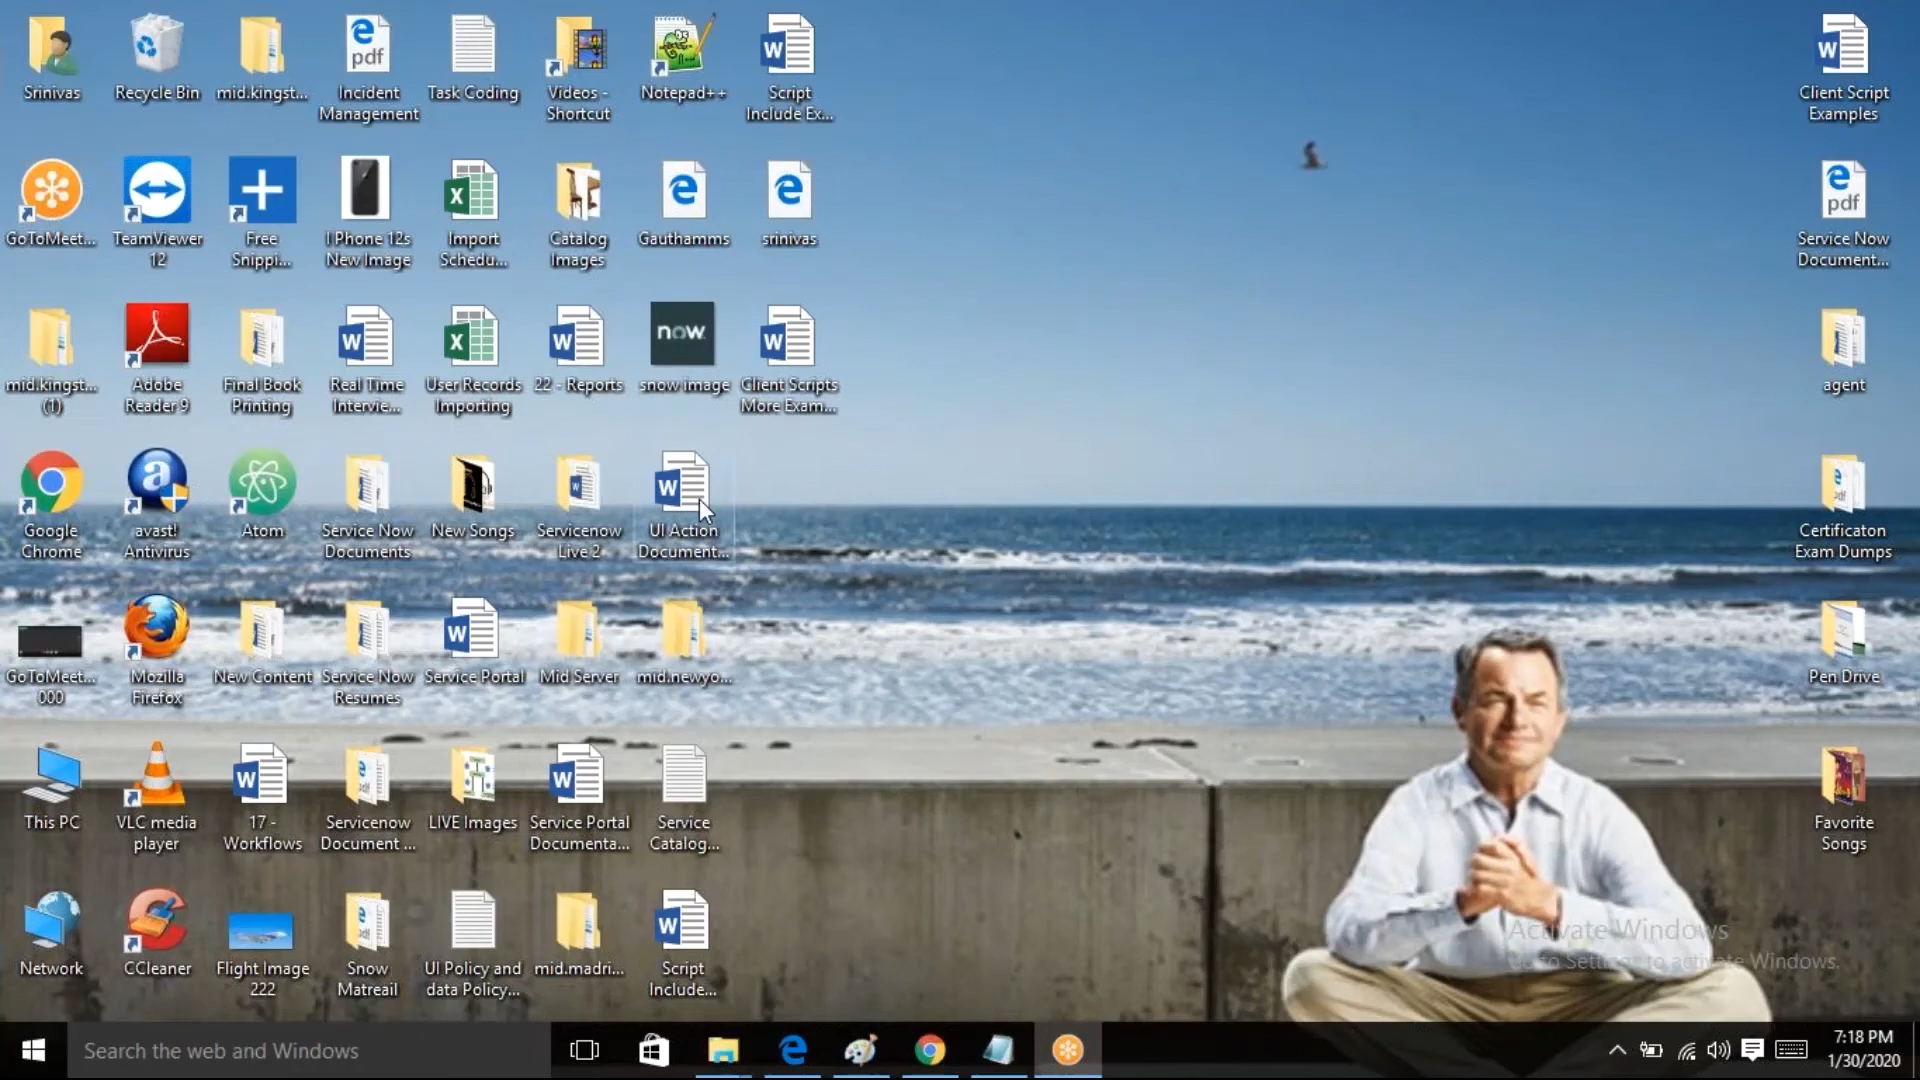 Srinivas
Recycle Bin
mid.kingst...
Incident
Management
Task Coding
Videos -
Shortcut
Notepad++
Script
Include Ex...
Client Script
Examples
GoToMeet...
TeamViewer
12
Free
Snippi...
I Phone 12s
New Image
Import
Schedu...
Catalog
Images
Gauthamms
srinivas
Service Now
Document...
mid.kingst...
(1)
Adobe
Reader 9
Final Book
Printing
Real Time
Intervie...
User Records
Importing
22 - Reports
now
snow image
Client Scripts
More Exam...
agent
Google
Chrome
avast!
Antivirus
Atom
Service Now
Documents
New Songs
Servicenow
Live 2
UI Action
Document...
Certificaton
Exam Dumps
GoToMeet...
000
Mozilla
Firefox
New Content
Service Now
Resumes
Service Portal
Mid Server
mid.newyo...
Pen Drive
This PC
VLC media
player
17 -
Workflows
Servicenow
Document ...
LIVE Images
Service Portal
Documenta...
Service
Catalog...
Favorite
Songs
Network
CCleaner
Flight Image
222
Snow
Matreail
UI Policy and
data Policy...
mid.madri...
Script
Include...
Activate Windows
Go to Settings to activate Windows.
Search the web and Windows
7:18 PM
1/30/2020